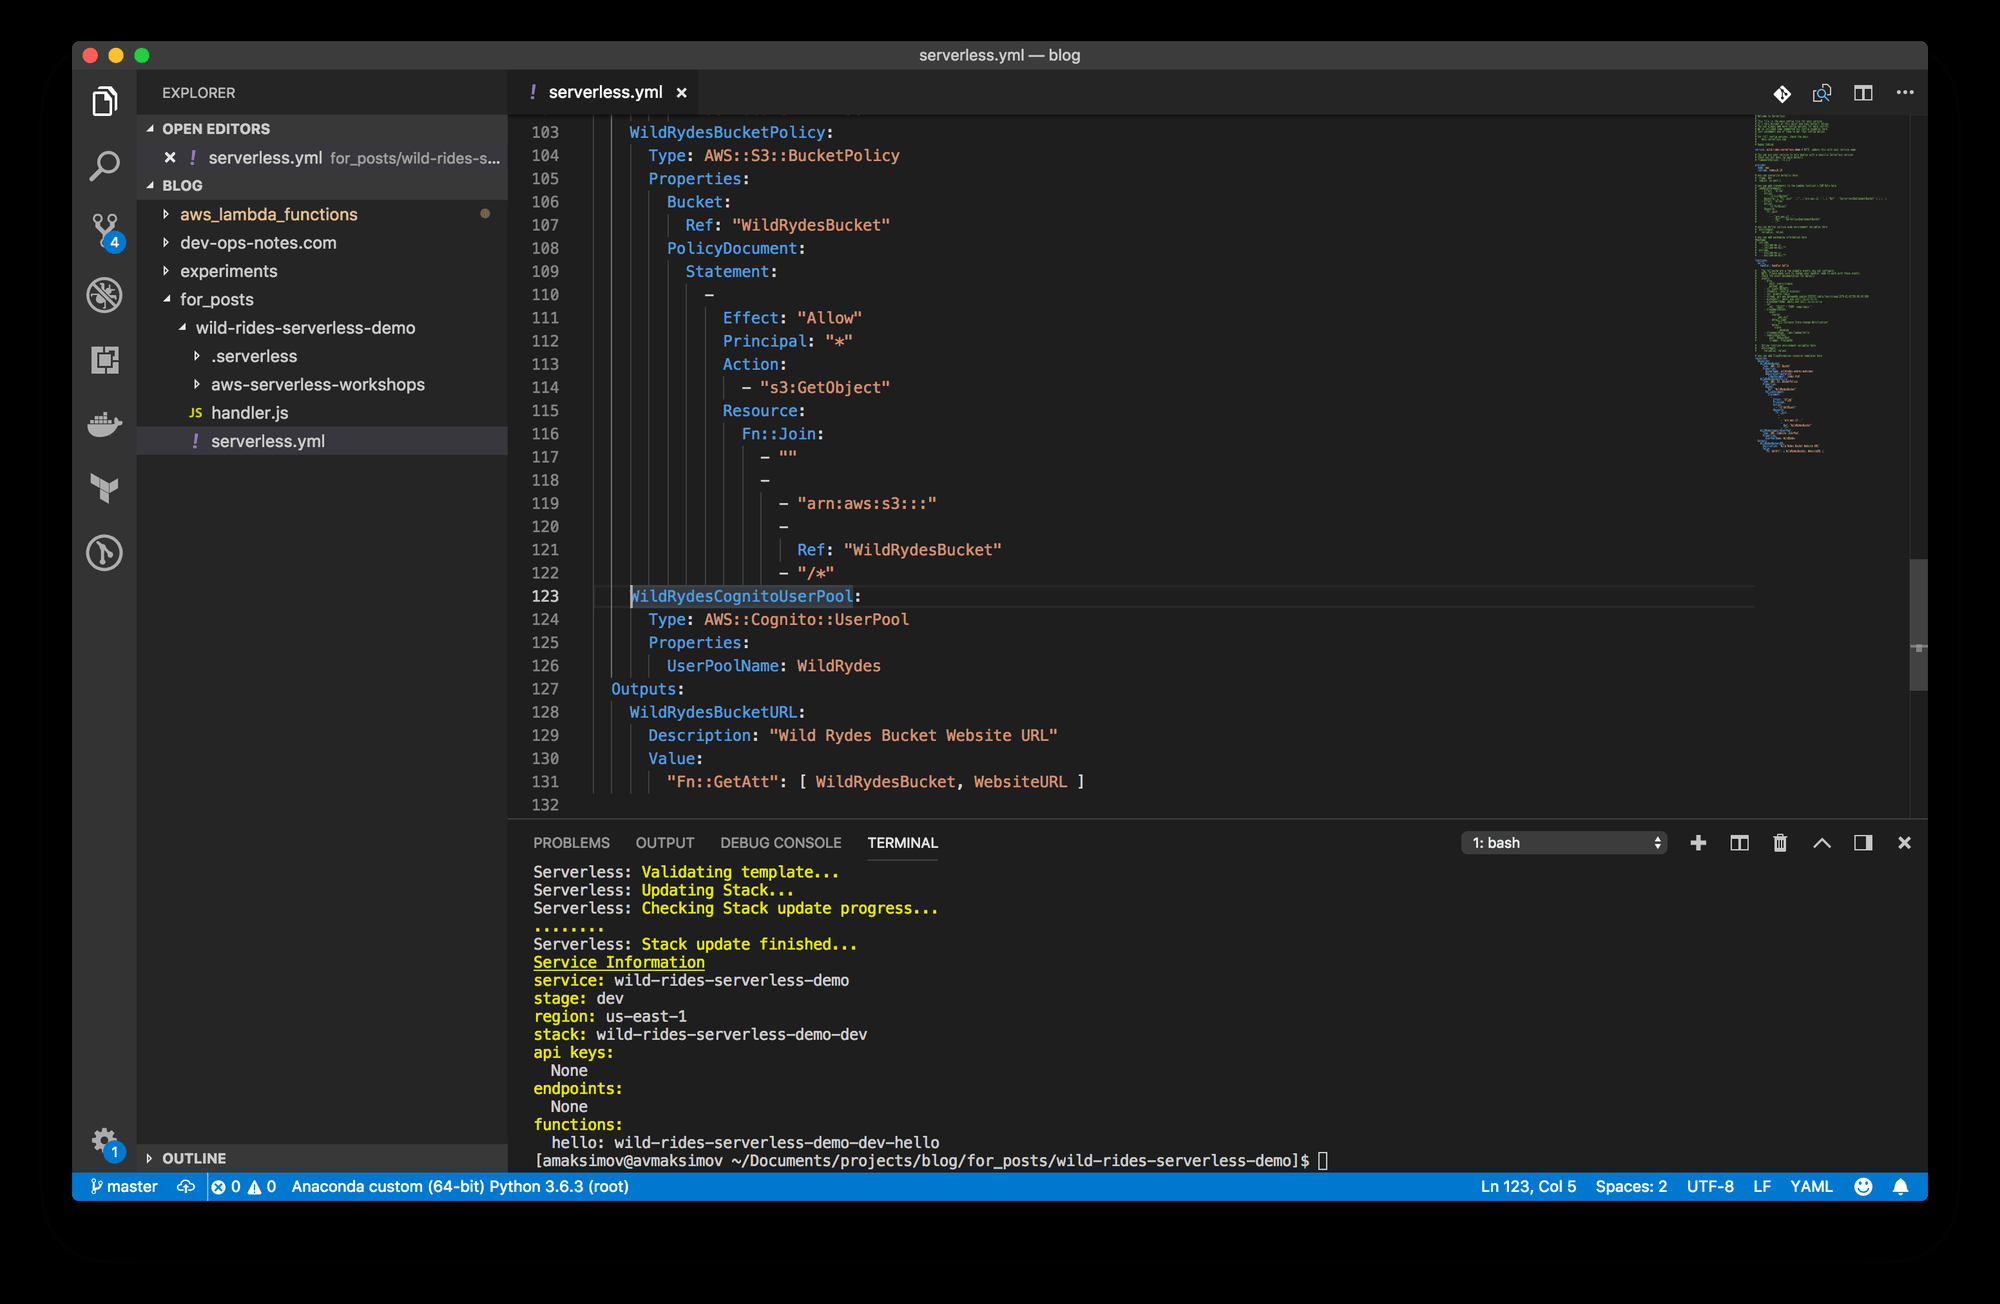 serverless.yml — blog
EXPLORER
OPEN EDITORS
! serverless.yml for_posts/wild-rides-s...
BLOG
aws_lambda_functions
dev-ops-notes.com
experiments
for_posts
wild-rides-serverless-demo
.serverless
aws-serverless-workshops
JS handler.js
! serverless.yml
OUTLINE
4
1
! serverless.yml
103 WildRydesBucketPolicy:
104 Type: AWS::S3::BucketPolicy
105 Properties:
106 Bucket:
107 Ref: "WildRydesBucket"
108 PolicyDocument:
109 Statement:
110 -
111 Effect: "Allow"
112 Principal: "*"
113 Action:
114 - "s3:GetObject"
115 Resource:
116 Fn::Join:
117 - ""
118 -
119 - "arn:aws:s3:::"
120 -
121 Ref: "WildRydesBucket"
122 - "/*"
123 WildRydesCognitoUserPool:
124 Type: AWS::Cognito::UserPool
125 Properties:
126 UserPoolName: WildRydes
127 Outputs:
128 WildRydesBucketURL:
129 Description: "Wild Rydes Bucket Website URL"
130 Value:
131 "Fn::GetAtt": [ WildRydesBucket, WebsiteURL ]
132
PROBLEMS OUTPUT DEBUG CONSOLE TERMINAL 1: bash
Serverless: Validating template...
Serverless: Updating Stack...
Serverless: Checking Stack update progress...
........
Serverless: Stack update finished...
Service Information
service: wild-rides-serverless-demo
stage: dev
region: us-east-1
stack: wild-rides-serverless-demo-dev
api keys:
None
endpoints:
None
functions:
hello: wild-rides-serverless-demo-dev-hello
[amaksimov@avmaksimov ~/Documents/projects/blog/for_posts/wild-rides-serverless-demo]$
master 0 0 Anaconda custom (64-bit) Python 3.6.3 (root) Ln 123, Col 5 Spaces: 2 UTF-8 LF YAML